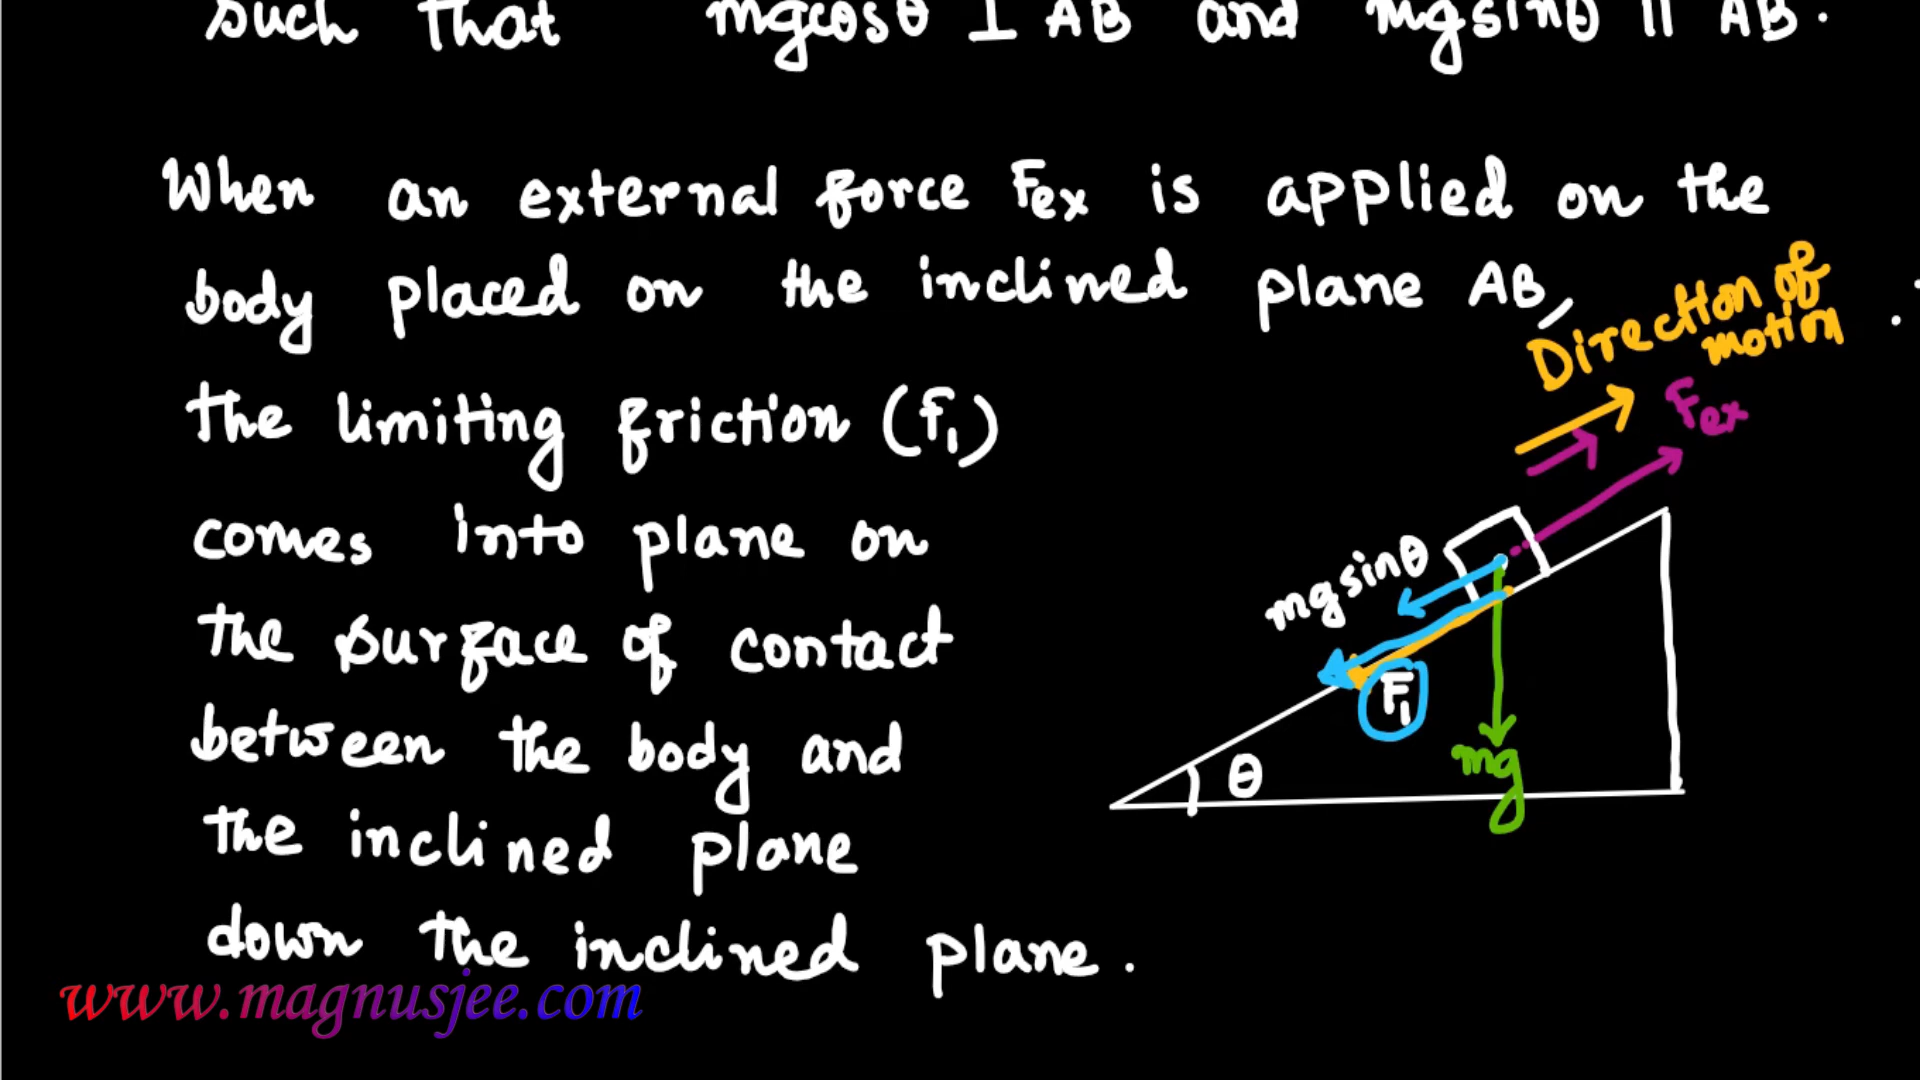 such that mgcosθ ⊥ AB and mgsinθ || AB.
When an external force Fex is applied on the
body placed on the inclined plane AB,
Direction of
motion
the limiting friction (f₁)
Fex
comes into plane on
mgsinθ
the surface of contact
F₁
between the body and
θ
mg
the inclined plane
down the inclined plane.
www.magnusjee.com